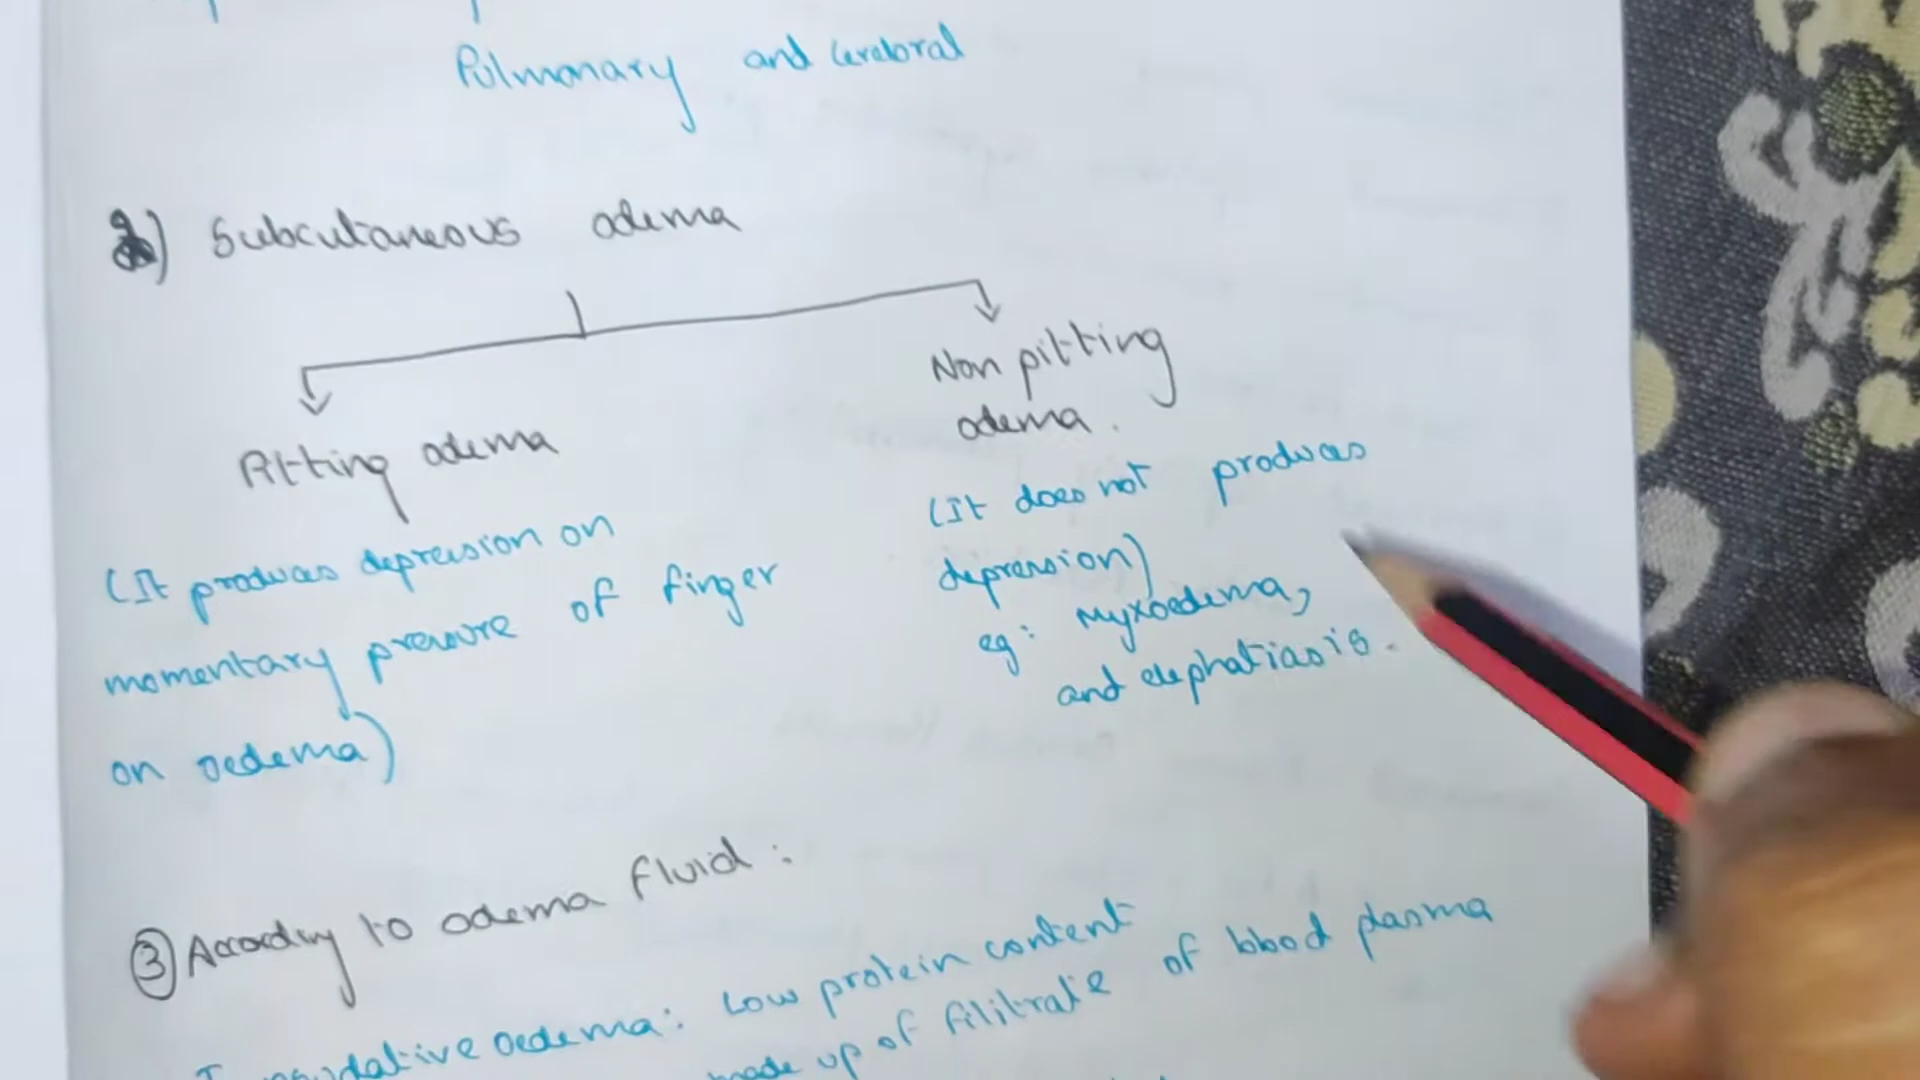 Pulmonary and Cerebral
2) Subcutaneous odema
Non pitting
odema.
Pitting odema
(It produces depression on
momentary pressure of finger
on oedema)
(It does not produces
depression)
eg: Myxoedema,
and elephatiasis.
③ According to odema fluid:
oedema: Low protein content
made up of filitrate of blood plasma